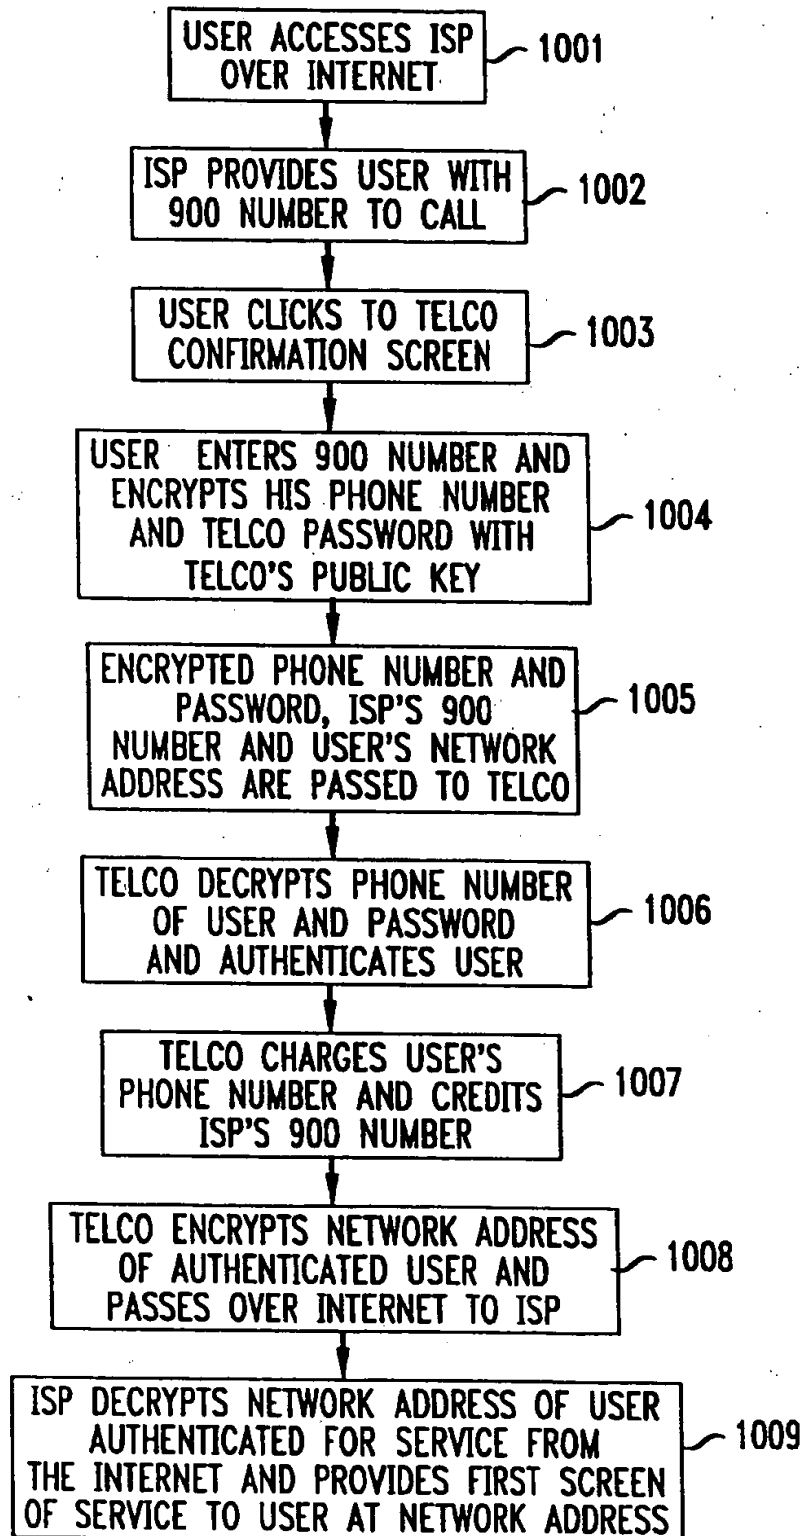 USER ACCESSES ISP
OVER INTERNET
1001
ISP PROVIDES USER WITH
900 NUMBER TO CALL
1002
USER CLICKS TO TELCO
CONFIRMATION SCREEN
1003
USER ENTERS 900 NUMBER AND
ENCRYPTS HIS PHONE NUMBER
AND TELCO PASSWORD WITH
TELCO'S PUBLIC KEY
1004
ENCRYPTED PHONE NUMBER AND
PASSWORD, ISP'S 900
NUMBER AND USER'S NETWORK
ADDRESS ARE PASSED TO TELCO
1005
TELCO DECRYPTS PHONE NUMBER
OF USER AND PASSWORD
AND AUTHENTICATES USER
1006
TELCO CHARGES USER'S
PHONE NUMBER AND CREDITS
ISP'S 900 NUMBER
1007
TELCO ENCRYPTS NETWORK ADDRESS
OF AUTHENTICATED USER AND
PASSES OVER INTERNET TO ISP
1008
ISP DECRYPTS NETWORK ADDRESS OF USER
AUTHENTICATED FOR SERVICE FROM
THE INTERNET AND PROVIDES FIRST SCREEN
OF SERVICE TO USER AT NETWORK ADDRESS
1009